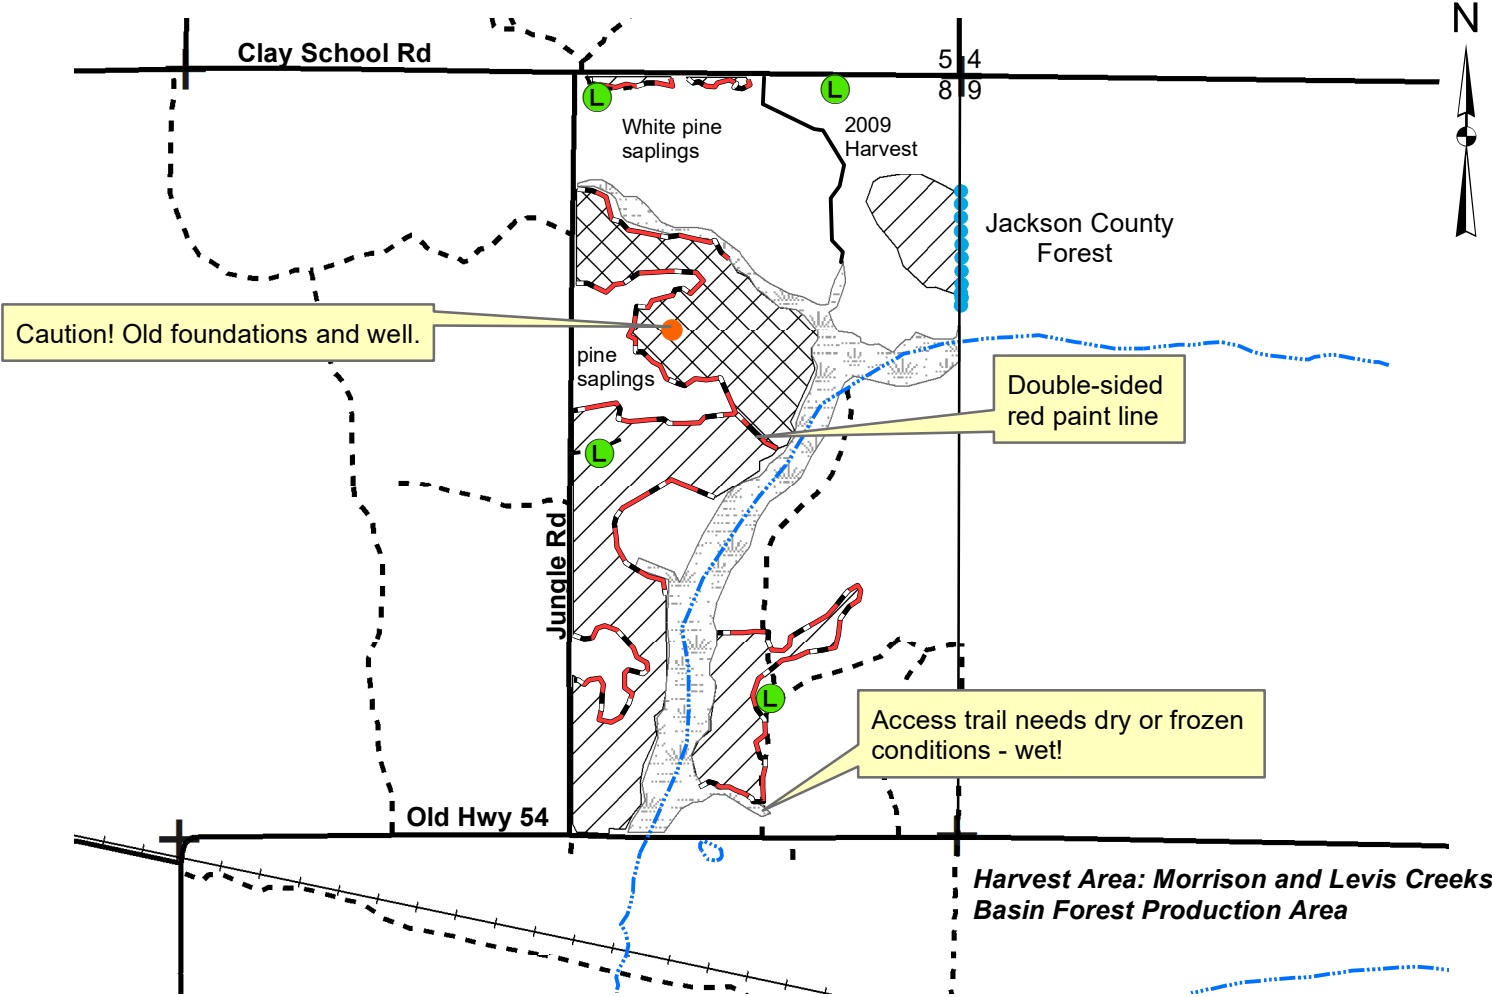 N
Clay School Rd
5 4
8 9
L
L
White pine
saplings
2009
Harvest
Jackson County
Forest
Caution! Old foundations and well.
pine
saplings
Double-sided
red paint line
L
Jungle Rd
L
Access trail needs dry or frozen
conditions - wet!
Old Hwy 54
Harvest Area: Morrison and Levis Creeks
Basin Forest Production Area